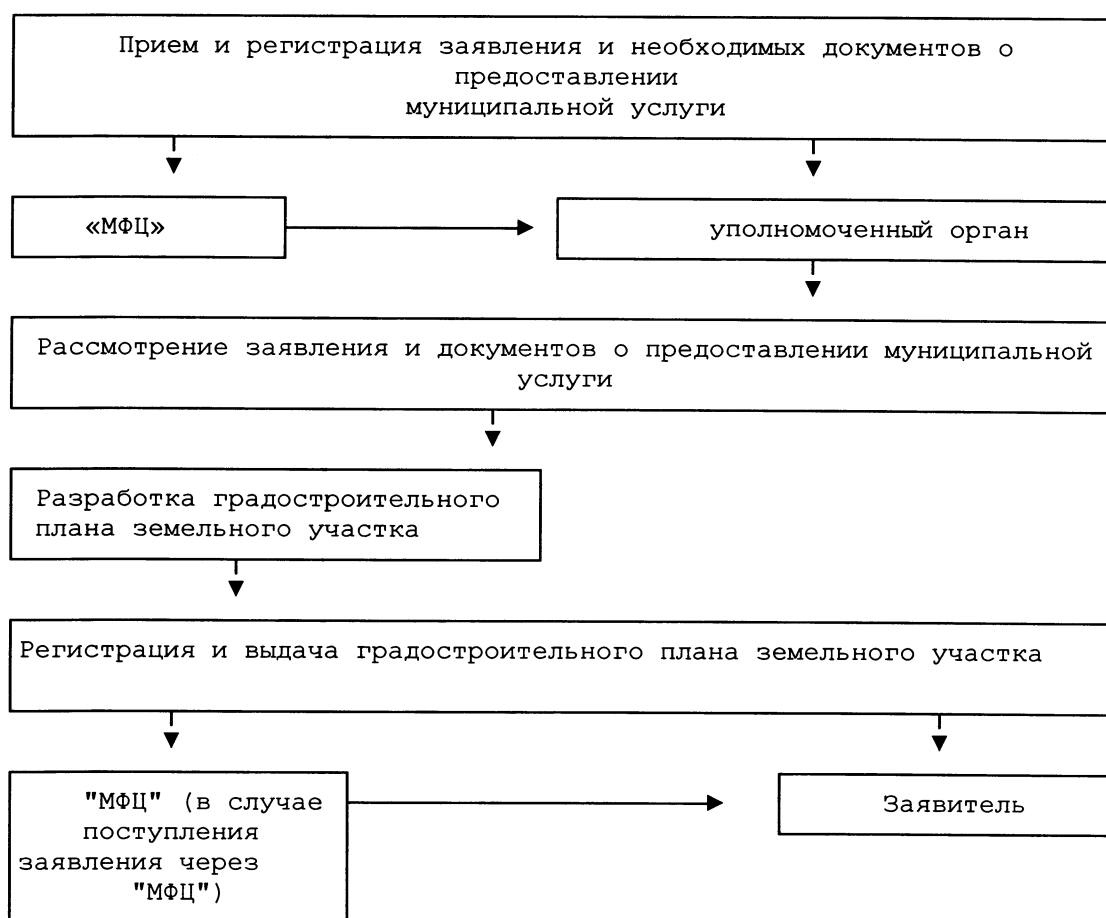 Прием и регистрация заявления и необходимых документов о
предоставлении
муниципальной услуги
«МФЦ»
уполномоченный орган
Рассмотрение заявления и документов о предоставлении муниципальной
услуги
Разработка градостроительного
плана земельного участка
Регистрация и выдача градостроительного плана земельного участка
"МФЦ" (в случае
поступления
заявления через
"МФЦ")
Заявитель